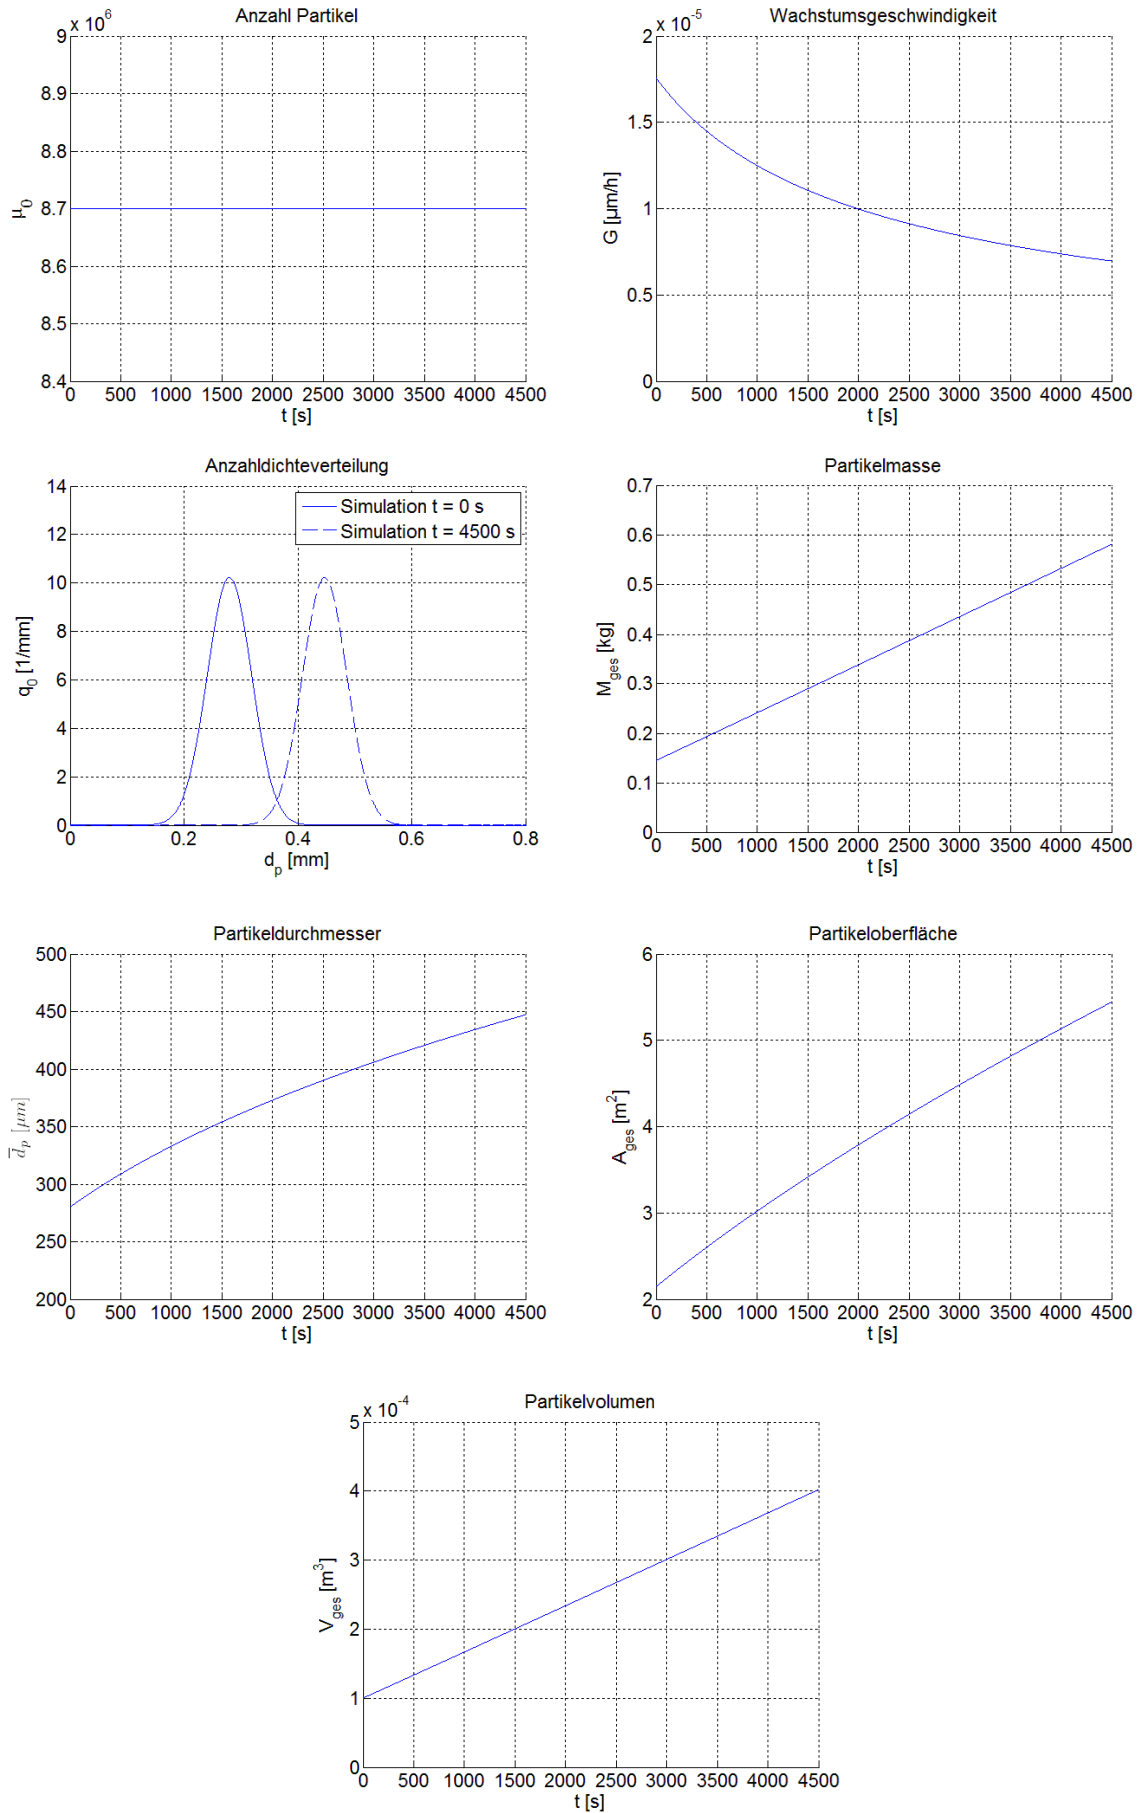 Anzahl Partikel
x 10^6
9
8.9
8.8
8.7
8.6
8.5
8.4
μ_0
0 500 1000 1500 2000 2500 3000 3500 4000 4500
t [s]
Wachstumsgeschwindigkeit
x 10^-5
2
1.5
1
0.5
0
G [µm/h]
0 500 1000 1500 2000 2500 3000 3500 4000 4500
t [s]
Anzahldichteverteilung
14
12
10
8
6
4
2
0
q_0 [1/mm]
Simulation t = 0 s
Simulation t = 4500 s
0 0.2 0.4 0.6 0.8
d_p [mm]
Partikelmasse
0.7
0.6
0.5
0.4
0.3
0.2
0.1
0
M_ges [kg]
0 500 1000 1500 2000 2500 3000 3500 4000 4500
t [s]
Partikeldurchmesser
500
450
400
350
300
250
200
d̅_p [μm]
0 500 1000 1500 2000 2500 3000 3500 4000 4500
t [s]
Partikeloberfläche
6
5
4
3
2
A_ges [m^2]
0 500 1000 1500 2000 2500 3000 3500 4000 4500
t [s]
Partikelvolumen
x 10^-4
5
4
3
2
1
0
V_ges [m^3]
0 500 1000 1500 2000 2500 3000 3500 4000 4500
t [s]